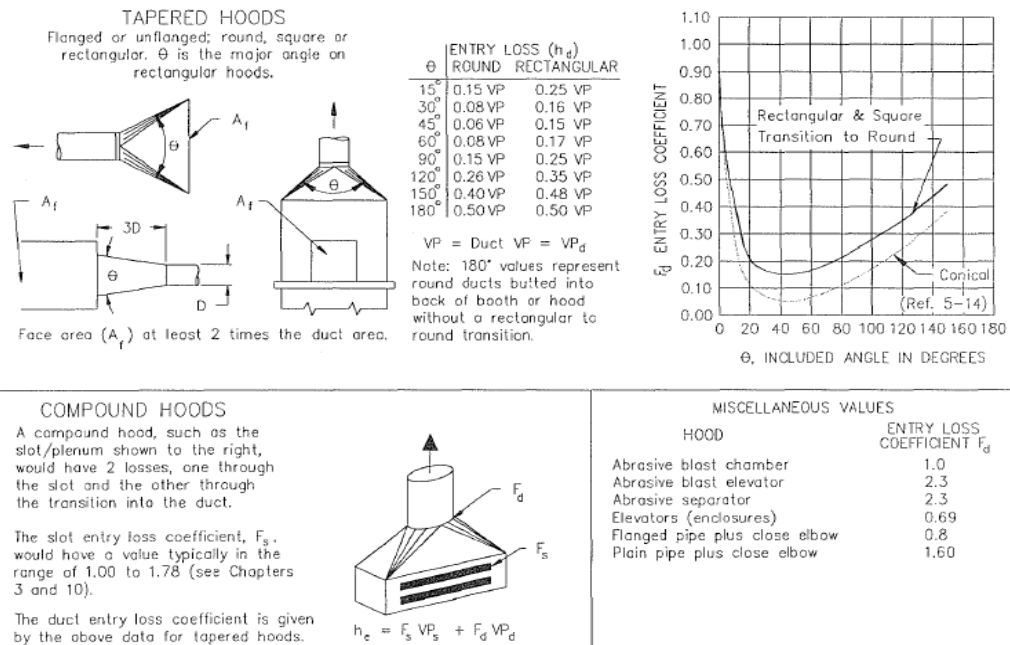 TAPERED HOODS
Flanged or unflanged; round, square or
rectangular. θ is the major angle on
rectangular hoods.
A_f
θ
A_f
3D
θ
D
θ
A_f
Face area (A_f) at least 2 times the duct area.
ENTRY LOSS (h_d)
θ ROUND RECTANGULAR
15° 0.15 VP 0.25 VP
30° 0.08 VP 0.16 VP
45° 0.06 VP 0.15 VP
60° 0.08 VP 0.17 VP
90° 0.15 VP 0.25 VP
120° 0.26 VP 0.35 VP
150° 0.40 VP 0.48 VP
180° 0.50 VP 0.50 VP
VP = Duct VP = VP_d
Note: 180° values represent
round ducts butted into
back of booth or hood
without a rectangular to
round transition.
F_d ENTRY LOSS COEFFICIENT
1.10
1.00
0.90
0.80
0.70
0.60
0.50
0.40
0.30
0.20
0.10
0.00
Rectangular & Square
Transition to Round
Conical
(Ref. 5-14)
0 20 40 60 80 100 120 140 160 180
θ, INCLUDED ANGLE IN DEGREES
COMPOUND HOODS
A compound hood, such as the
slot/plenum shown to the right,
would have 2 losses, one through
the slot and the other through
the transition into the duct.
The slot entry loss coefficient, F_s,
would have a value typically in the
range of 1.00 to 1.78 (see Chapters
3 and 10).
The duct entry loss coefficient is given
by the above data for tapered hoods.
F_d
F_s
h_e = F_s VP_s + F_d VP_d
MISCELLANEOUS VALUES
HOOD ENTRY LOSS
COEFFICIENT F_d
Abrasive blast chamber 1.0
Abrasive blast elevator 2.3
Abrasive separator 2.3
Elevators (enclosures) 0.69
Flanged pipe plus close elbow 0.8
Plain pipe plus close elbow 1.60